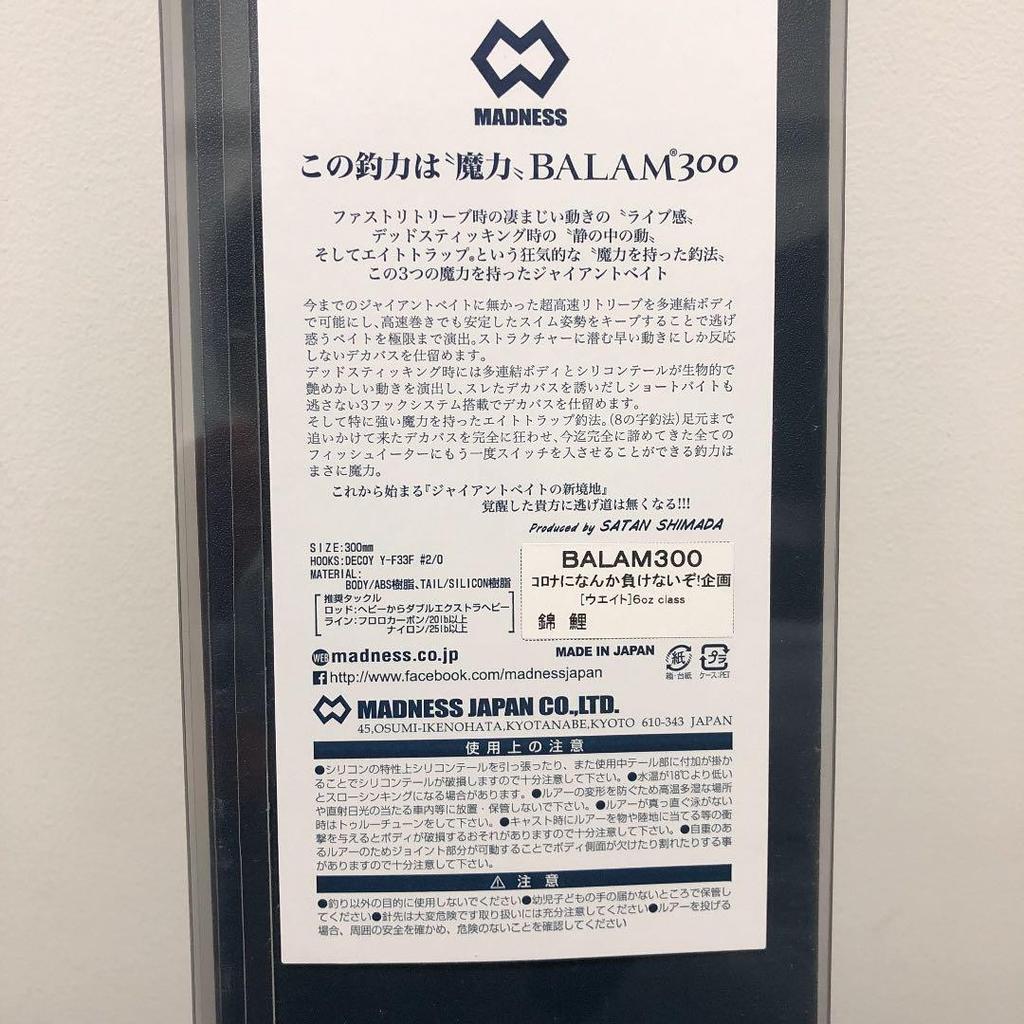 MADNESS
この釣力は〝魔力〟BALAM®300
ファストリトリーブ時の凄まじい動きの〝ライブ感〟
デッドスティッキング時の〝静の中の動〟
そしてエイトトラップ®という狂気的な〝魔力を持った釣法〟
この3つの魔力を持ったジャイアントベイト
今までのジャイアントベイトに無かった超高速リトリーブを多連結ボディ
で可能にし、高速巻きでも安定したスイム姿勢をキープすることで逃げ
惑うベイトを極限まで演出。ストラクチャーに潜む早い動きにしか反応
しないデカバスを仕留めます。
デッドスティッキング時には多連結ボディとシリコンテールが生物的で
艶めかしい動きを演出し、スレたデカバスを誘いだしショートバイトも
逃さない3フックシステム搭載でデカバスを仕留めます。
そして特に強い魔力を持ったエイトトラップ釣法。(8の字釣法)足元まで
追いかけて来たデカバスを完全に狂わせ、今迄完全に諦めてきた全ての
フィッシュイーターにもう一度スイッチを入させることができる釣力は
まさに魔力。
これから始まる『ジャイアントベイトの新境地』
覚醒した貴方に逃げ道は無くなる!!!
Produced by SATAN SHIMADA
SIZE:300mm
HOOKS:DECOY Y-F33F #2/0
MATERIAL:
BODY/ABS樹脂、TAIL/SILICON樹脂
推奨タックル
ロッド:ヘビーからダブルエクストラヘビー
ライン:フロロカーボン/20lb以上
ナイロン/25lb以上
BALAM300
コロナになんか負けないぞ!企画
[ウエイト]6oz class
錦 鯉
WEB madness.co.jp
MADE IN JAPAN
紙
箱・台紙
プラ
ケース:PET
f http://www.facebook.com/madnessjapan
MADNESS JAPAN CO.,LTD.
45,OSUMI-IKENOHATA,KYOTANABE,KYOTO 610-343 JAPAN
使用上の注意
●シリコンの特性上シリコンテールを引っ張ったり、また使用中テール部に付加が掛か
ることでシリコンテールが破損しますので十分注意して下さい。●水温が18℃より低い
とスローシンキングになる場合があります。●ルアーの変形を防ぐため高温多湿な場所
や直射日光の当たる車内等に放置・保管しないで下さい。●ルアーが真っ直ぐ泳がない
時はトゥルーチューンをして下さい。●キャスト時にルアーを物や陸地に当てる等の衝
撃を与えるとボディが破損するおそれがありますので十分注意して下さい。●自重のあ
るルアーのためジョイント部分が可動することでボディ側面が欠けたり割れたりする事
がありますので十分注意して下さい。
⚠ 注 意
●釣り以外の目的に使用しないでください●幼児子どもの手の届かないところで保管し
てください●針先は大変危険です取り扱いには充分注意してください●ルアーを投げる
場合、周囲の安全を確かめ、危険のないことを確認してください